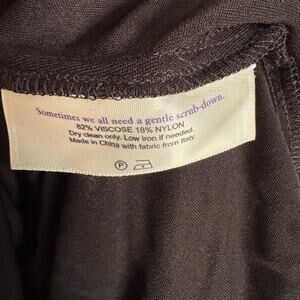 Sometimes we all need a gentle scrub-down.
82% VISCOSE 18% NYLON
Dry clean only. Low iron if needed.
Made in China with fabric from Italy
P